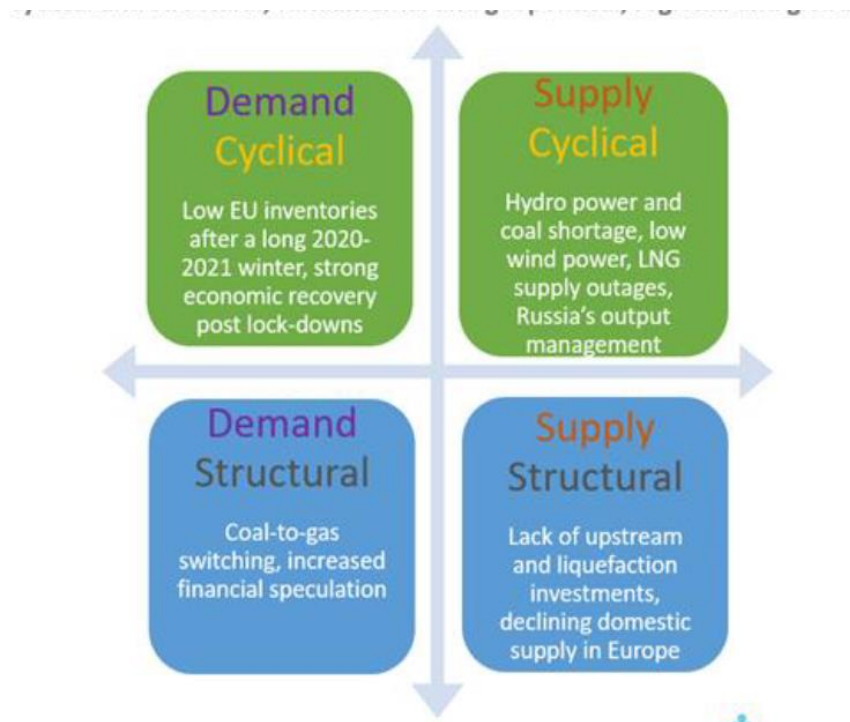 Demand
Cyclical
Low EU inventories
after a long 2020-
2021 winter, strong
economic recovery
post lock-downs
Supply
Cyclical
Hydro power and
coal shortage, low
wind power, LNG
supply outages,
Russia's output
management
Demand
Structural
Coal-to-gas
switching, increased
financial speculation
Supply
Structural
Lack of upstream
and liquefaction
investments,
declining domestic
supply in Europe